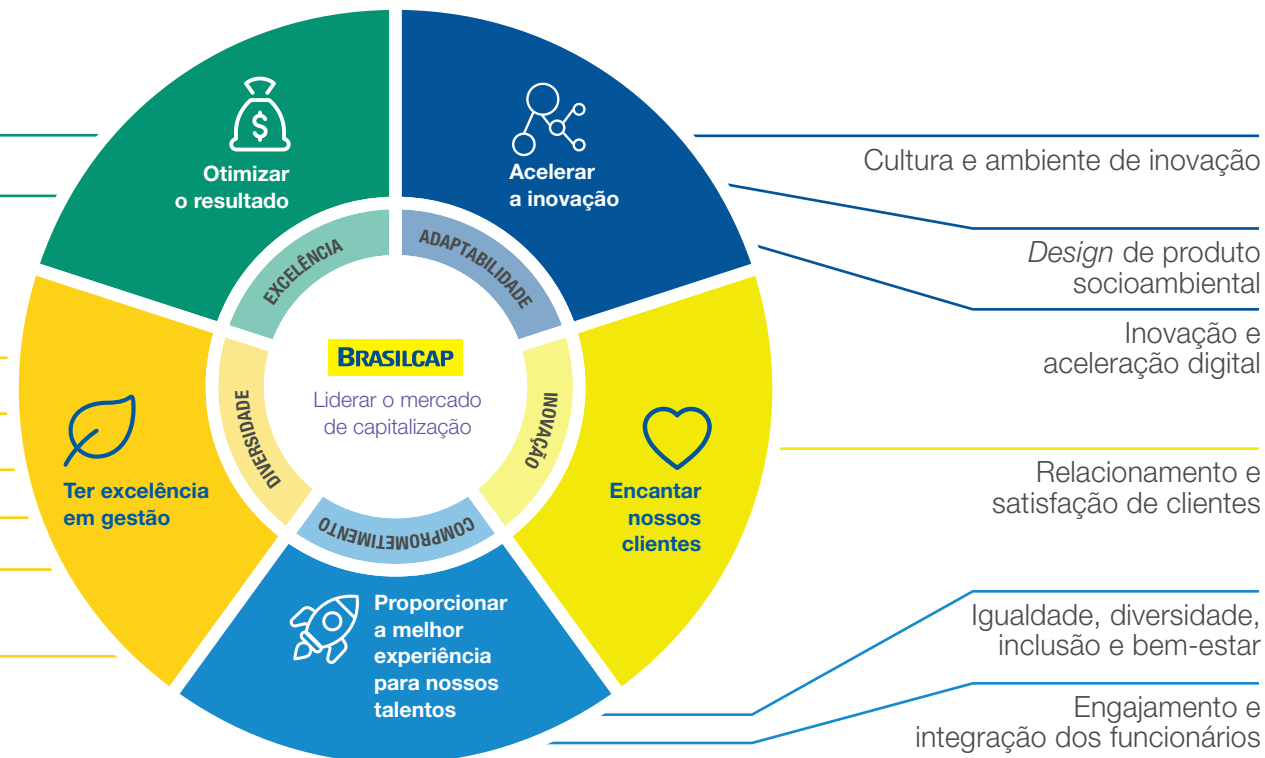 Otimizar
o resultado
Acelerar
a inovação
EXCELÊNCIA
ADAPTABILIDADE
Cultura e ambiente de inovação
Design de produto
socioambiental
Inovação e
aceleração digital
BRASILCAP
Liderar o mercado
de capitalização
DIVERSIDADE
INOVAÇÃO
COMPROMETIMENTO
Ter excelência
em gestão
Encantar
nossos
clientes
Relacionamento e
satisfação de clientes
Proporcionar
a melhor
experiência
para nossos
talentos
Igualdade, diversidade,
inclusão e bem-estar
Engajamento e
integração dos funcionários